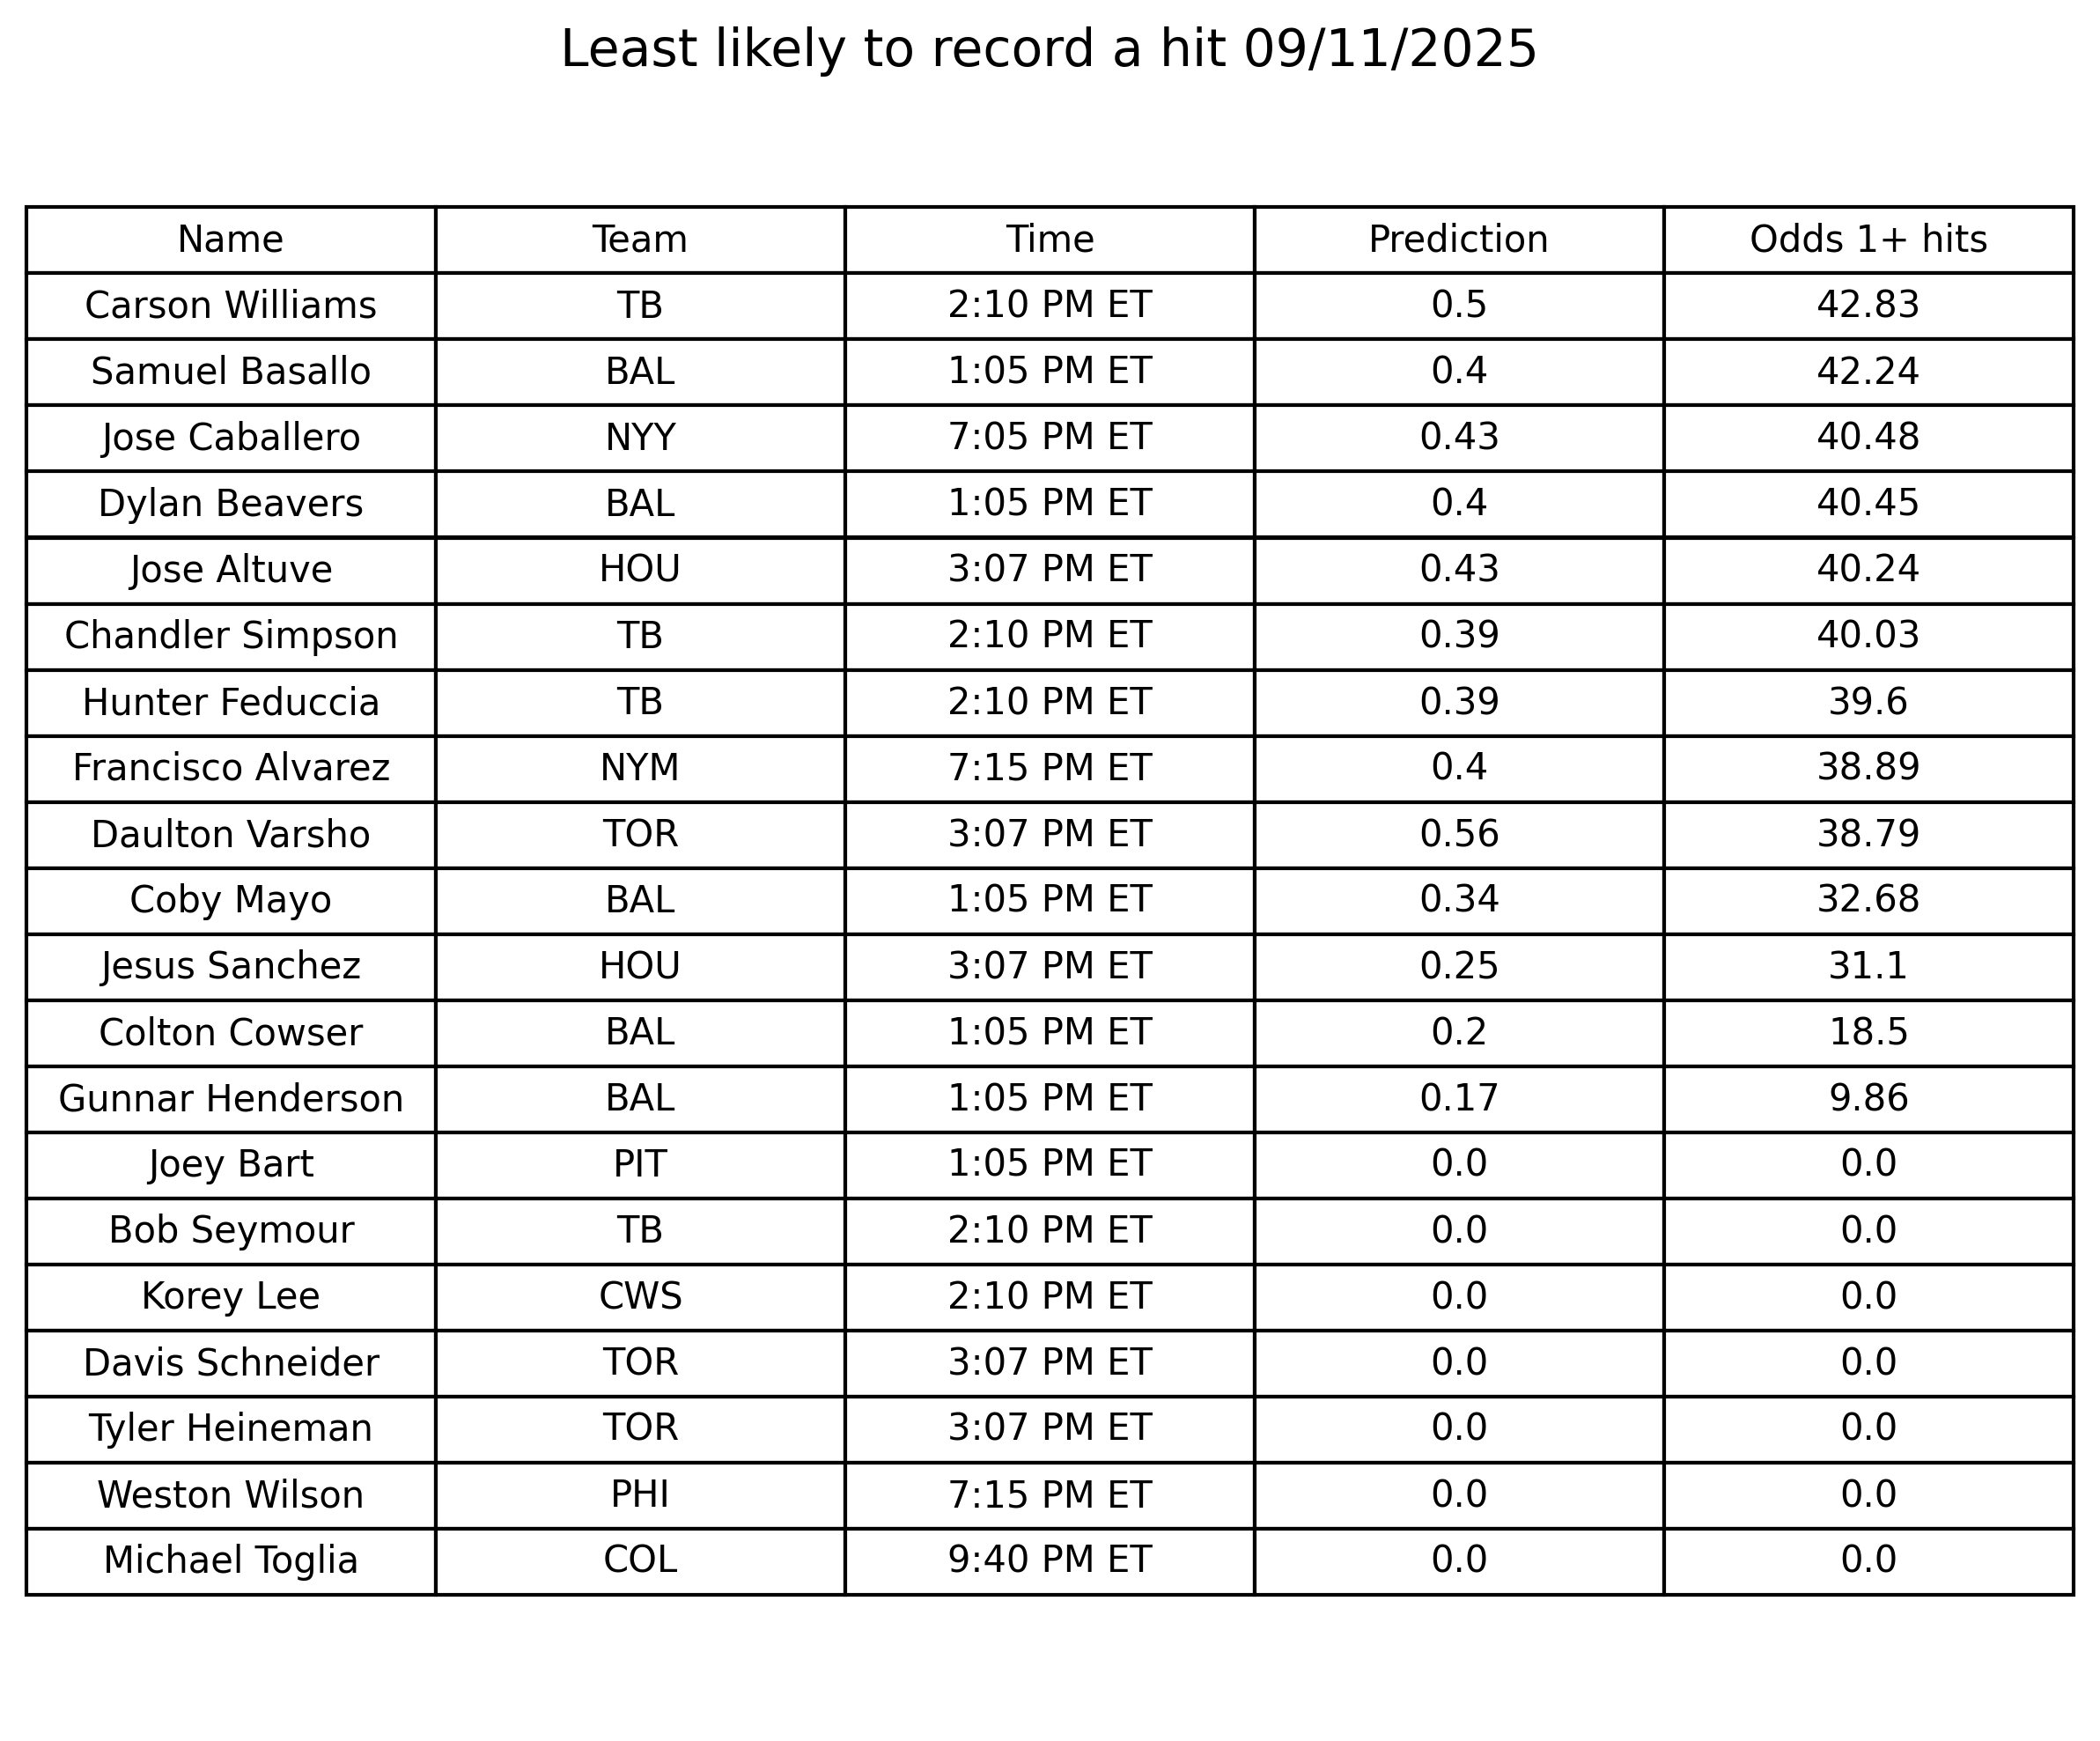 Least likely to record a hit 09/11/2025
Name Team Time Prediction Odds 1+ hits
Carson Williams TB 2:10 PM ET 0.5 42.83
Samuel Basallo BAL 1:05 PM ET 0.4 42.24
Jose Caballero NYY 7:05 PM ET 0.43 40.48
Dylan Beavers BAL 1:05 PM ET 0.4 40.45
Jose Altuve HOU 3:07 PM ET 0.43 40.24
Chandler Simpson TB 2:10 PM ET 0.39 40.03
Hunter Feduccia TB 2:10 PM ET 0.39 39.6
Francisco Alvarez NYM 7:15 PM ET 0.4 38.89
Daulton Varsho TOR 3:07 PM ET 0.56 38.79
Coby Mayo BAL 1:05 PM ET 0.34 32.68
Jesus Sanchez HOU 3:07 PM ET 0.25 31.1
Colton Cowser BAL 1:05 PM ET 0.2 18.5
Gunnar Henderson BAL 1:05 PM ET 0.17 9.86
Joey Bart PIT 1:05 PM ET 0.0 0.0
Bob Seymour TB 2:10 PM ET 0.0 0.0
Korey Lee CWS 2:10 PM ET 0.0 0.0
Davis Schneider TOR 3:07 PM ET 0.0 0.0
Tyler Heineman TOR 3:07 PM ET 0.0 0.0
Weston Wilson PHI 7:15 PM ET 0.0 0.0
Michael Toglia COL 9:40 PM ET 0.0 0.0